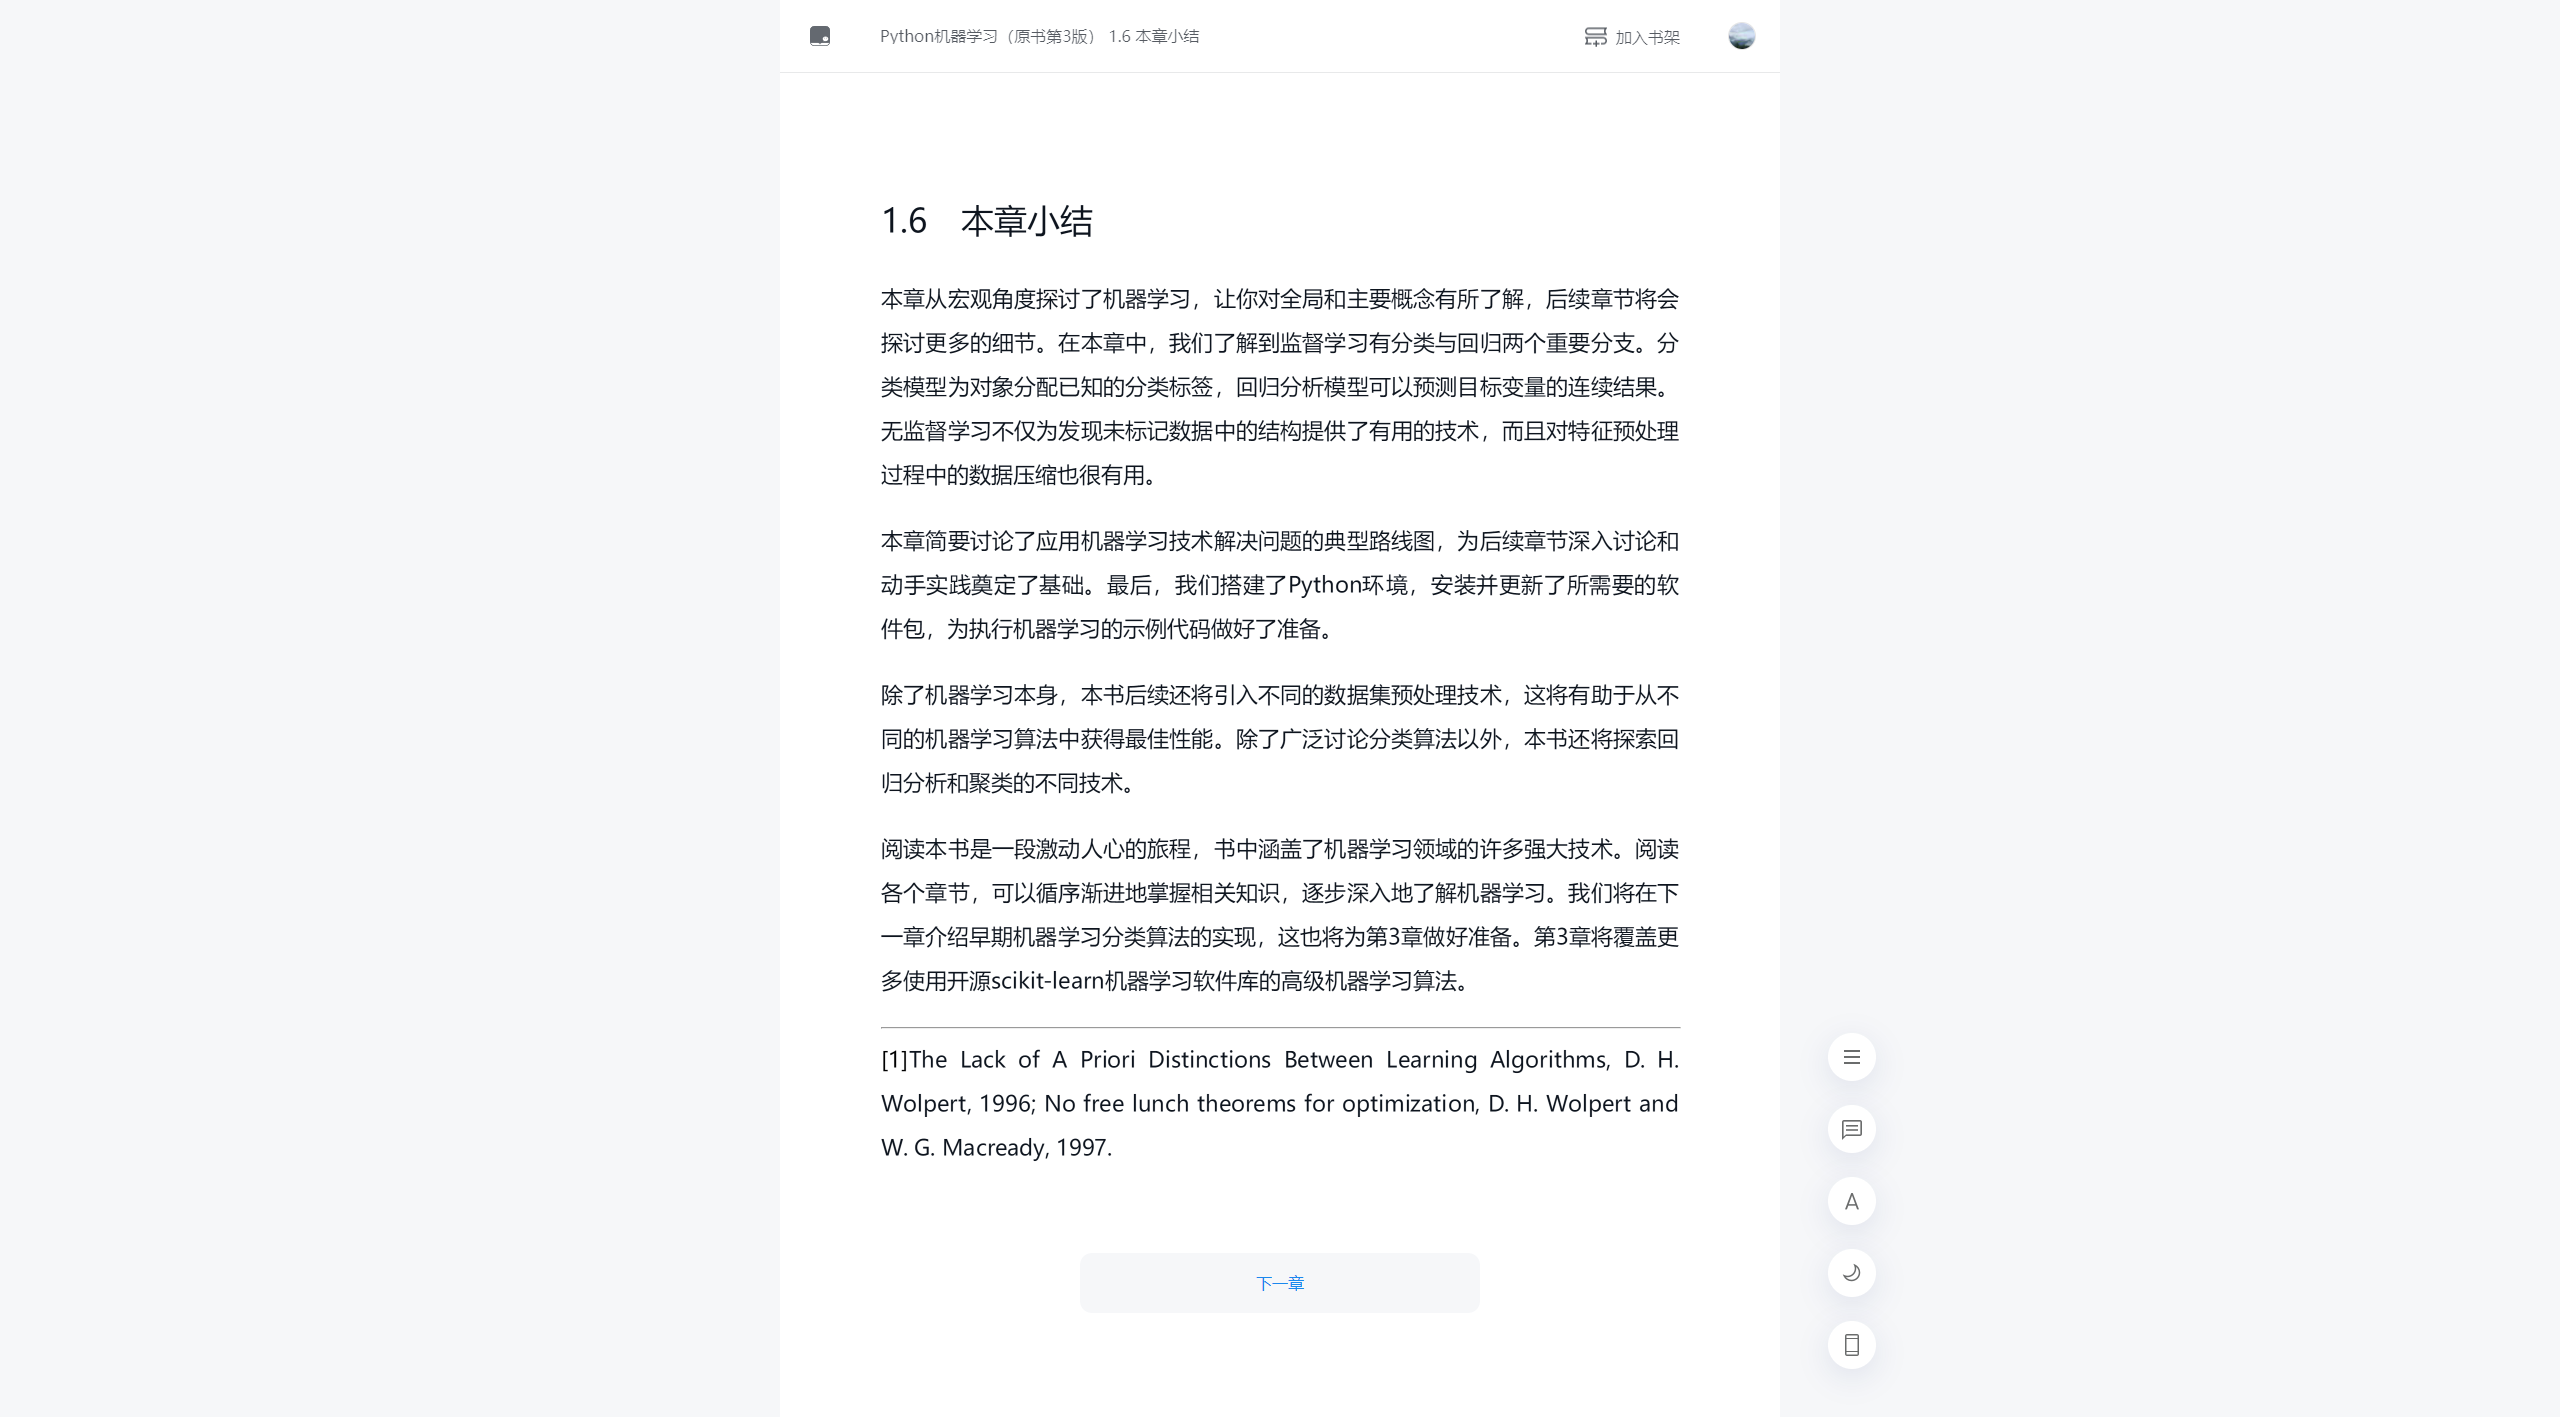 Python机器学习（原书第3版） 1.6 本章小结
加入书架
1.6 本章小结
本章从宏观角度探讨了机器学习，让你对全局和主要概念有所了解，后续章节将会
探讨更多的细节。在本章中，我们了解到监督学习有分类与回归两个重要分支。分
类模型为对象分配已知的分类标签，回归分析模型可以预测目标变量的连续结果。
无监督学习不仅为发现未标记数据中的结构提供了有用的技术，而且对特征预处理
过程中的数据压缩也很有用。
本章简要讨论了应用机器学习技术解决问题的典型路线图，为后续章节深入讨论和
动手实践奠定了基础。最后，我们搭建了Python环境，安装并更新了所需要的软
件包，为执行机器学习的示例代码做好了准备。
除了机器学习本身，本书后续还将引入不同的数据集预处理技术，这将有助于从不
同的机器学习算法中获得最佳性能。除了广泛讨论分类算法以外，本书还将探索回
归分析和聚类的不同技术。
阅读本书是一段激动人心的旅程，书中涵盖了机器学习领域的许多强大技术。阅读
各个章节，可以循序渐进地掌握相关知识，逐步深入地了解机器学习。我们将在下
一章介绍早期机器学习分类算法的实现，这也将为第3章做好准备。第3章将覆盖更
多使用开源scikit-learn机器学习软件库的高级机器学习算法。
[1]The Lack of A Priori Distinctions Between Learning Algorithms, D. H.
Wolpert, 1996; No free lunch theorems for optimization, D. H. Wolpert and
W. G. Macready, 1997.
A
下一章